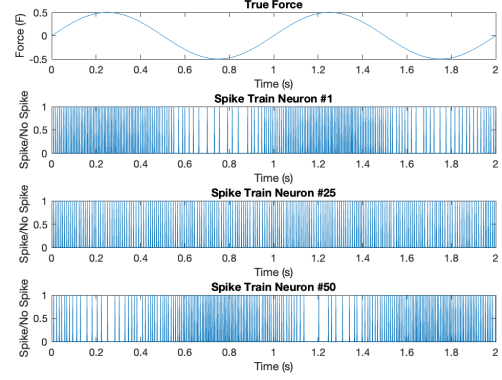 True Force
Force (F)
0.5
0
-0.5
0 0.2 0.4 0.6 0.8 1 1.2 1.4 1.6 1.8 2
Time (s)
Spike Train Neuron #1
Spike/No Spike
1
0.5
0
0 0.2 0.4 0.6 0.8 1 1.2 1.4 1.6 1.8 2
Time (s)
Spike Train Neuron #25
Spike/No Spike
1
0.5
0
0 0.2 0.4 0.6 0.8 1 1.2 1.4 1.6 1.8 2
Time (s)
Spike Train Neuron #50
Spike/No Spike
1
0.5
0
0 0.2 0.4 0.6 0.8 1 1.2 1.4 1.6 1.8 2
Time (s)